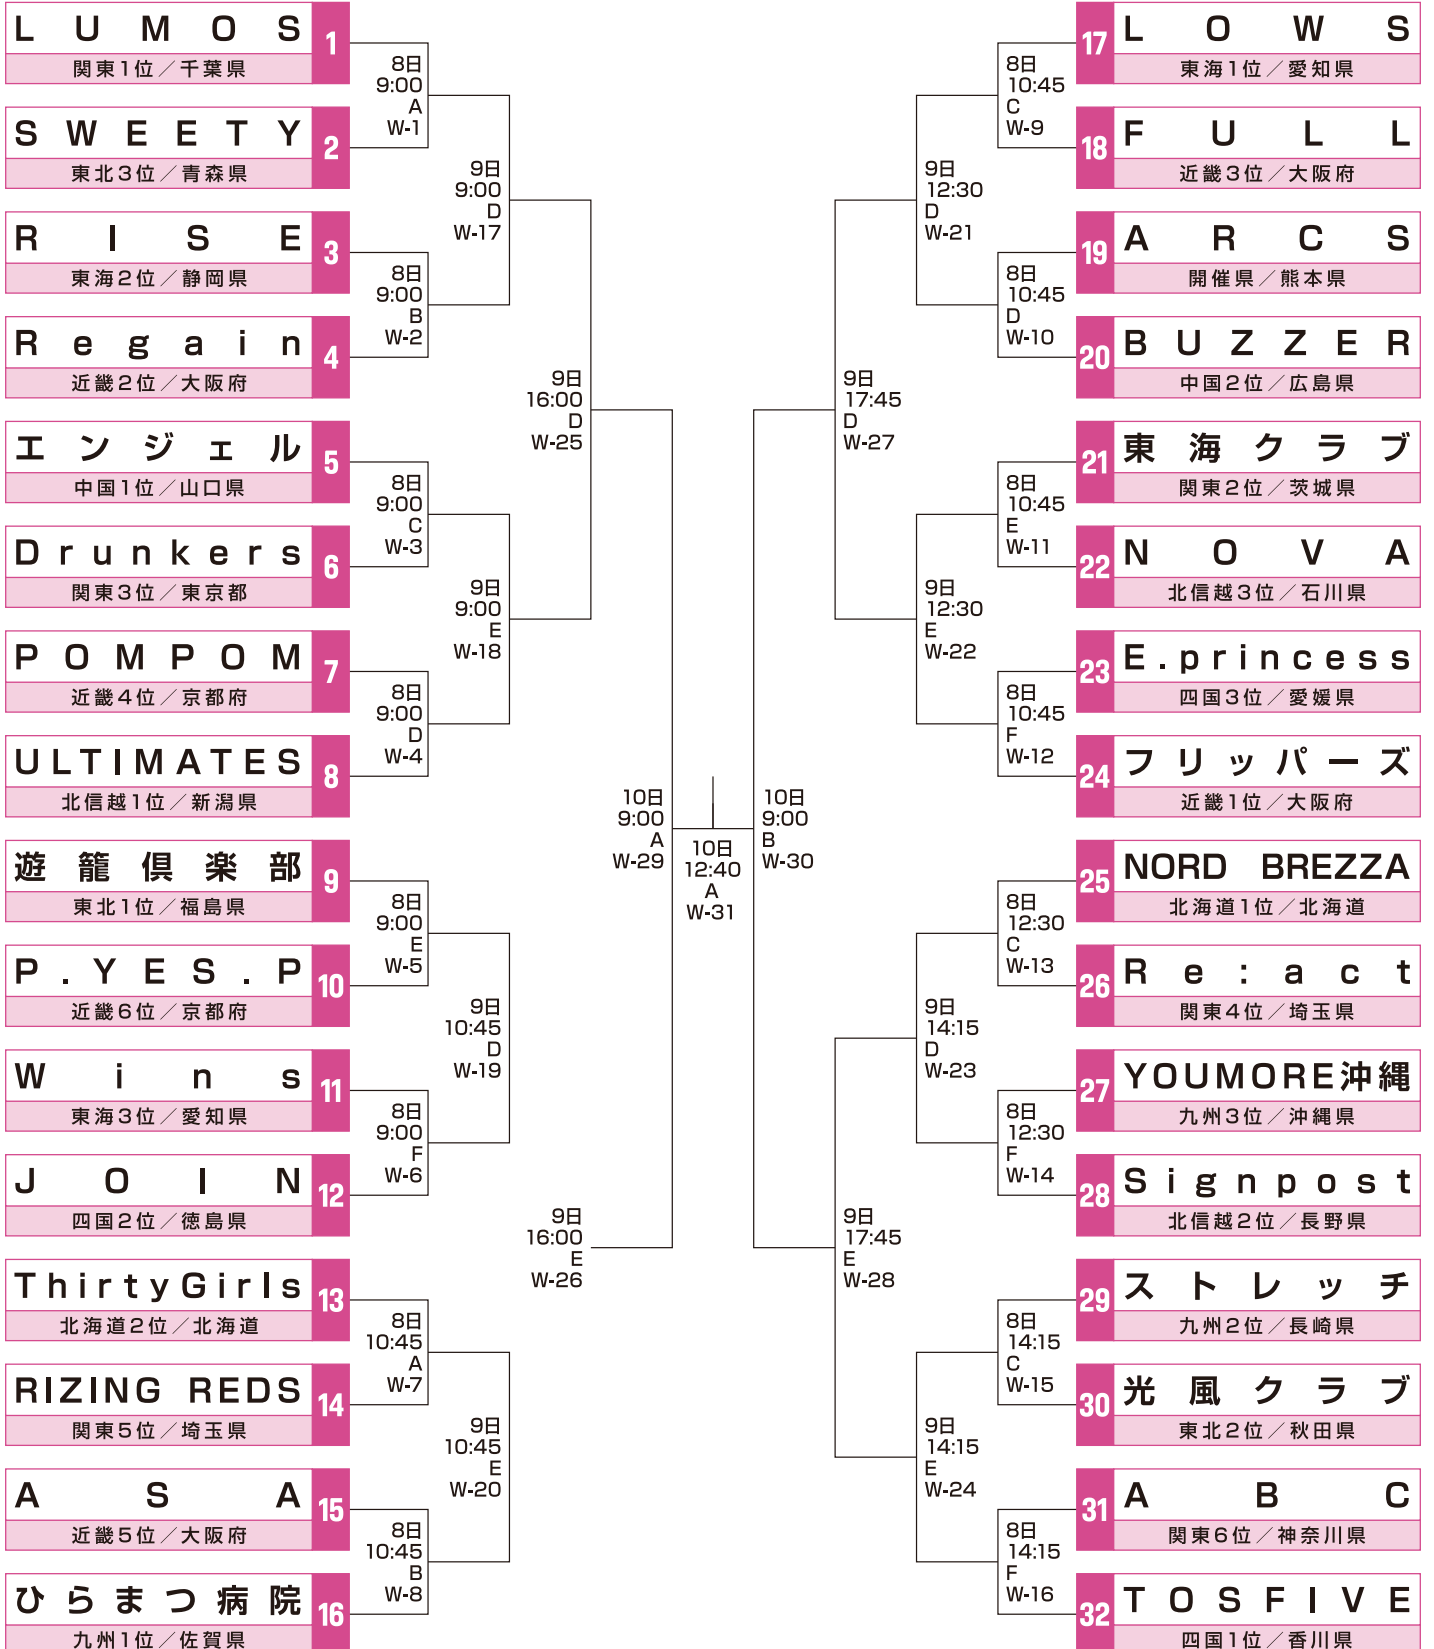 LUMOS
1
関東1位／千葉県
SWEETY
2
東北3位／青森県
RISE
3
東海2位／静岡県
Regain
4
近畿2位／大阪府
エンジェル
5
中国1位／山口県
Drunkers
6
関東3位／東京都
POMPOM
7
近畿4位／京都府
ULTIMATES
8
北信越1位／新潟県
遊籠倶楽部
9
東北1位／福島県
P.YES.P
10
近畿6位／京都府
Wins
11
東海3位／愛知県
JOIN
12
四国2位／徳島県
ThirtyGirls
13
北海道2位／北海道
RIZING REDS
14
関東5位／埼玉県
ASA
15
近畿5位／大阪府
ひらまつ病院
16
九州1位／佐賀県
8日
9:00
A
W-1
8日
9:00
B
W-2
8日
9:00
C
W-3
8日
9:00
D
W-4
8日
9:00
E
W-5
8日
9:00
F
W-6
8日
10:45
A
W-7
8日
10:45
B
W-8
9日
9:00
D
W-17
9日
9:00
E
W-18
9日
10:45
D
W-19
9日
10:45
E
W-20
9日
16:00
D
W-25
9日
16:00
E
W-26
10日
9:00
A
W-29
10日
12:40
A
W-31
10日
9:00
B
W-30
9日
17:45
D
W-27
9日
17:45
E
W-28
9日
12:30
D
W-21
9日
12:30
E
W-22
9日
14:15
D
W-23
9日
14:15
E
W-24
8日
10:45
C
W-9
8日
10:45
D
W-10
8日
10:45
E
W-11
8日
10:45
F
W-12
8日
12:30
C
W-13
8日
12:30
F
W-14
8日
14:15
C
W-15
8日
14:15
F
W-16
17
LOWS
東海1位／愛知県
18
FULL
近畿3位／大阪府
19
ARCS
開催県／熊本県
20
BUZZER
中国2位／広島県
21
東海クラブ
関東2位／茨城県
22
NOVA
北信越3位／石川県
23
E.princess
四国3位／愛媛県
24
フリッパーズ
近畿1位／大阪府
25
NORD BREZZA
北海道1位／北海道
26
Re:act
関東4位／埼玉県
27
YOUMORE沖縄
九州3位／沖縄県
28
Signpost
北信越2位／長野県
29
ストレッチ
九州2位／長崎県
30
光風クラブ
東北2位／秋田県
31
ABC
関東6位／神奈川県
32
TOSFIVE
四国1位／香川県